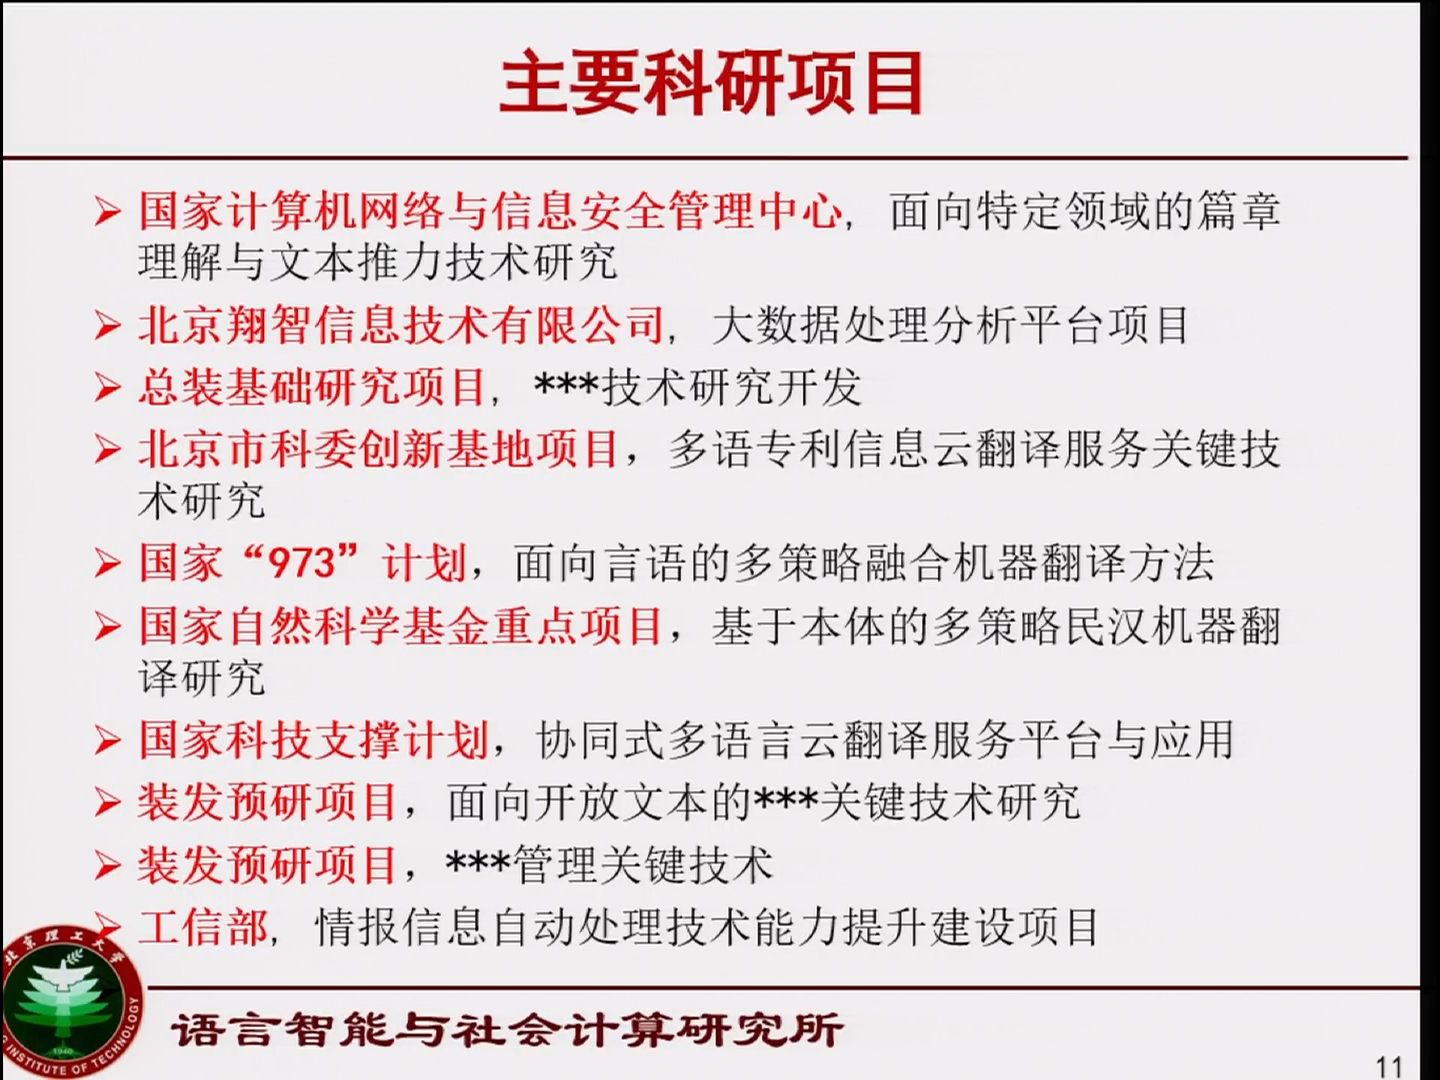 主要科研项目
➢ 国家计算机网络与信息安全管理中心, 面向特定领域的篇章
理解与文本推力技术研究
➢ 北京翔智信息技术有限公司, 大数据处理分析平台项目
➢ 总装基础研究项目, ***技术研究开发
➢ 北京市科委创新基地项目，多语专利信息云翻译服务关键技
术研究
➢ 国家“973”计划，面向言语的多策略融合机器翻译方法
➢ 国家自然科学基金重点项目，基于本体的多策略民汉机器翻
译研究
➢ 国家科技支撑计划，协同式多语言云翻译服务平台与应用
➢ 装发预研项目，面向开放文本的***关键技术研究
➢ 装发预研项目，***管理关键技术
➢ 工信部, 情报信息自动处理技术能力提升建设项目
北京理工大学
G INSTITUTE OF TECHNOLOGY
1940
语言智能与社会计算研究所
11